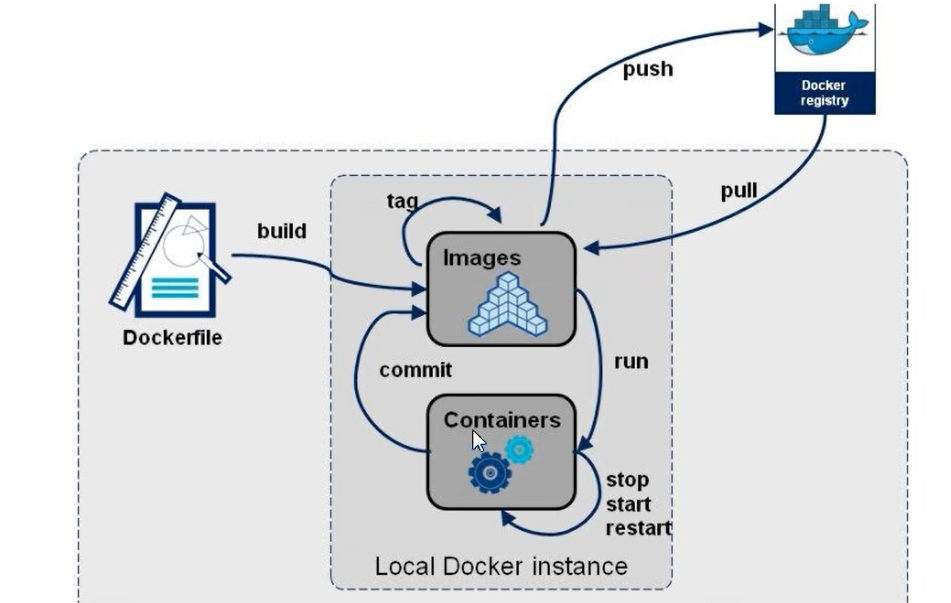 push
Docker
registry
pull
tag
build
Images
Dockerfile
commit
run
Containers
stop
start
restart
Local Docker instance